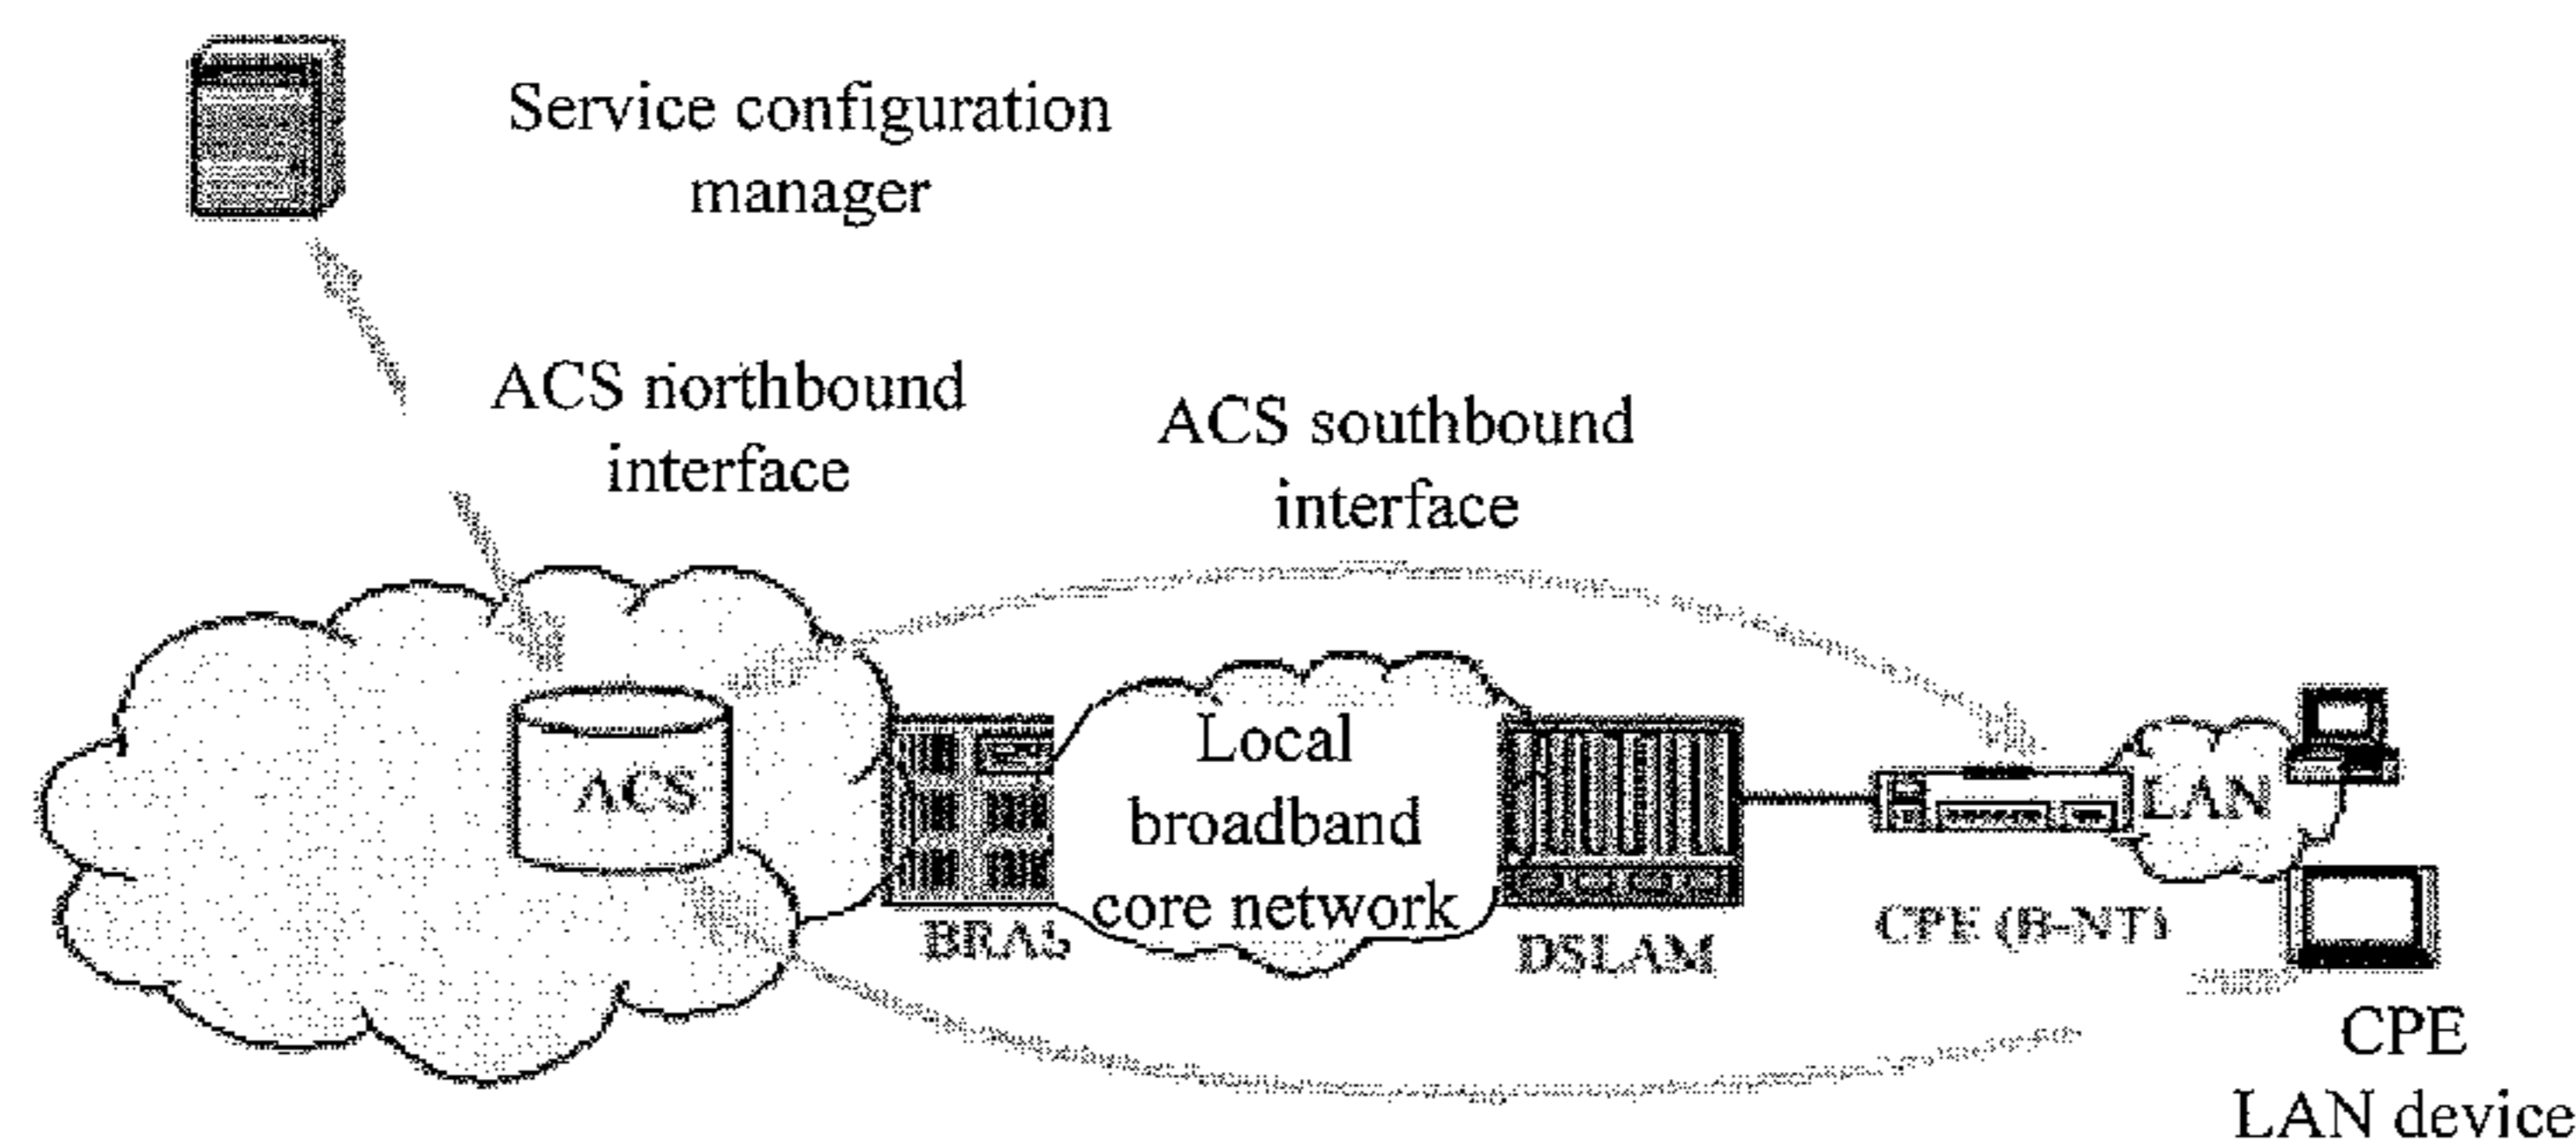 Service configuration
manager
ACS northbound
interface
ACS southbound
interface
ACS
BRAS
Local
broadband
core network
DSLAM
CPE (B-NT)
LAN
CPE
LAN device